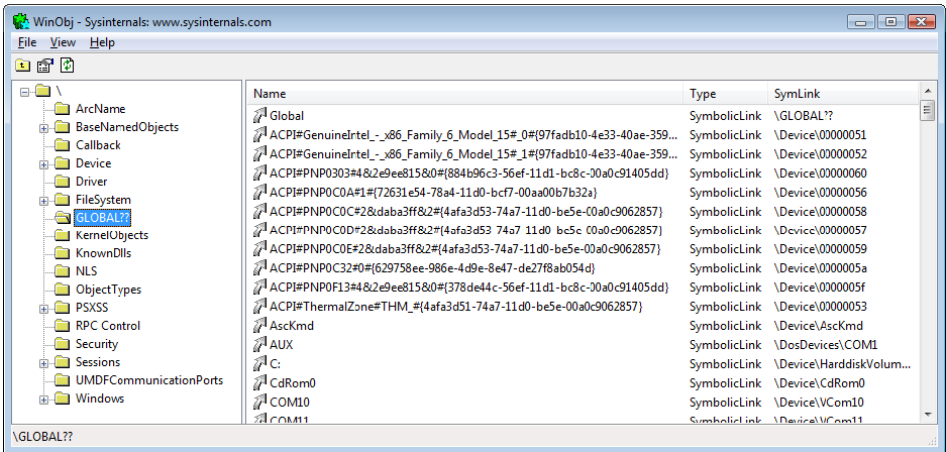 WinObj - Sysinternals: www.sysinternals.com
File View Help
\
ArcName
BaseNamedObjects
Callback
Device
Driver
FileSystem
GLOBAL??
KernelObjects
KnownDlls
NLS
ObjectTypes
PSXSS
RPC Control
Security
Sessions
UMDFCommunicationPorts
Windows
Name Type SymLink
Global SymbolicLink \GLOBAL??
ACPI#GenuineIntel_-_x86_Family_6_Model_15#_0#{97fadb10-4e33-40ae-359... SymbolicLink \Device\00000051
ACPI#GenuineIntel_-_x86_Family_6_Model_15#_1#{97fadb10-4e33-40ae-359... SymbolicLink \Device\00000052
ACPI#PNP0303#4&2e9ee815&0#{884b96c3-56ef-11d1-bc8c-00a0c91405dd} SymbolicLink \Device\00000060
ACPI#PNP0C0A#1#{72631e54-78a4-11d0-bcf7-00aa00b7b32a} SymbolicLink \Device\00000056
ACPI#PNP0C0C#2&daba3ff&2#{4afa3d53-74a7-11d0-be5e-00a0c9062857} SymbolicLink \Device\00000058
ACPI#PNP0C0D#2&daba3ff&2#{4afa3d53-74a7-11d0-be5e-00a0c9062857} SymbolicLink \Device\00000057
ACPI#PNP0C0E#2&daba3ff&2#{4afa3d53-74a7-11d0-be5e-00a0c9062857} SymbolicLink \Device\00000059
ACPI#PNP0C32#0#{629758ee-986e-4d9e-8e47-de27f8ab054d} SymbolicLink \Device\0000005a
ACPI#PNP0F13#4&2e9ee815&0#{378de44c-56ef-11d1-bc8c-00a0c91405dd} SymbolicLink \Device\0000005f
ACPI#ThermalZone#THM_#{4afa3d51-74a7-11d0-be5e-00a0c9062857} SymbolicLink \Device\00000053
AscKmd SymbolicLink \Device\AscKmd
AUX SymbolicLink \DosDevices\COM1
C: SymbolicLink \Device\HarddiskVolum...
CdRom0 SymbolicLink \Device\CdRom0
COM10 SymbolicLink \Device\VCom10
COM11 SymbolicLink \Device\VCom11
\GLOBAL??